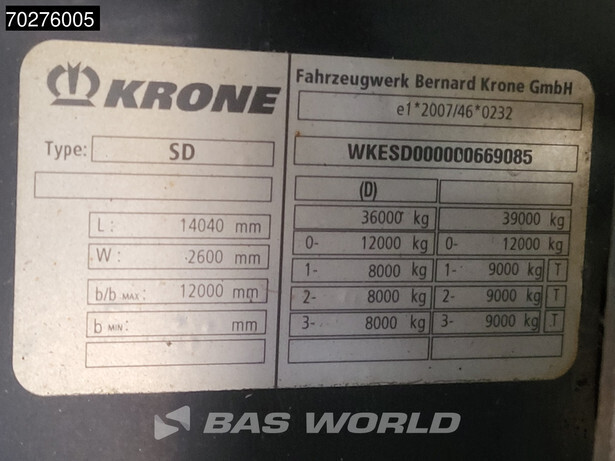 70276005
KRONE
Type: SD
L: 14040 mm
W: 2600 mm
b/b MAX: 12000 mm
b MIN: mm
Fahrzeugwerk Bernard Krone GmbH
e1*2007/46*0232
WKESD000000669085
(D)
36000 kg 39000 kg
0- 12000 kg 0- 12000 kg
1- 8000 kg 1- 9000 kg T
2- 8000 kg 2- 9000 kg T
3- 8000 kg 3- 9000 kg T
BAS WORLD